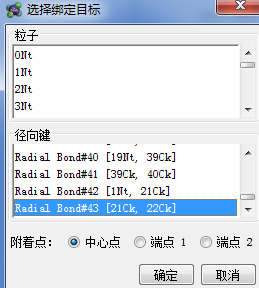 选择绑定目标
粒子
0Nt
1Nt
2Nt
3Nt
径向键
Radial Bond#40 [19Nt, 39Ck]
Radial Bond#41 [39Ck, 40Ck]
Radial Bond#42 [1Nt, 21Ck]
Radial Bond#43 [21Ck, 22Ck]
附着点： 中心点 端点 1 端点 2
确定 取消